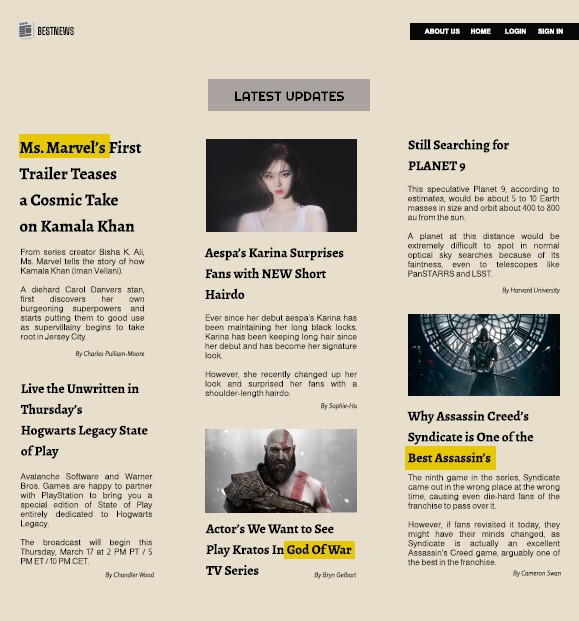 BESTNEWS
ABOUT US HOME LOGIN SIGN IN
LATEST UPDATES
Ms. Marvel's First
Trailer Teases
a Cosmic Take
on Kamala Khan
From series creator Bisha K. Ali,
Ms. Marvel tells the story of how
Kamala Khan (Iman Vellani).
A diehard Carol Danvers stan,
first discovers her own
burgeoning superpowers and
starts putting them to good use
as supervillainy begins to take
root in Jersey City.
By Charles Pulliam-Moore
Live the Unwritten in
Thursday's
Hogwarts Legacy State
of Play
Avalanche Software and Warner
Bros. Games are happy to partner
with PlayStation to bring you a
special edition of State of Play
entirely dedicated to Hogwarts
Legacy.
The broadcast will begin this
Thursday, March 17 at 2 PM PT / 5
PM ET / 10 PM CET.
By Chandler Wood
Aespa's Karina Surprises
Fans with NEW Short
Hairdo
Ever since her debut aespa's Karina has
been maintaining her long black locks.
Karina has been keeping long hair since
her debut and has become her signature
look.
However, she recently changed up her
look and surprised her fans with a
shoulder-length hairdo.
By Sophie-Ha
Actor's We Want to See
Play Kratos In God Of War
TV Series
By Bryn Gelbart
Still Searching for
PLANET 9
This speculative Planet 9, according to
estimates, would be about 5 to 10 Earth
masses in size and orbit about 400 to 800
au from the sun.
A planet at this distance would be
extremely difficult to spot in normal
optical sky searches because of its
faintness, even to telescopes like
PanSTARRS and LSST.
By Harvard University
Why Assassin Creed's
Syndicate is One of the
Best Assassin's
The ninth game in the series, Syndicate
came out in the wrong place at the wrong
time, causing even die-hard fans of the
franchise to pass over it.
However, if fans revisited it today, they
might have their minds changed, as
Syndicate is actually an excellent
Assassin's Creed game, arguably one of
the best in the franchise.
By Cameron Swan